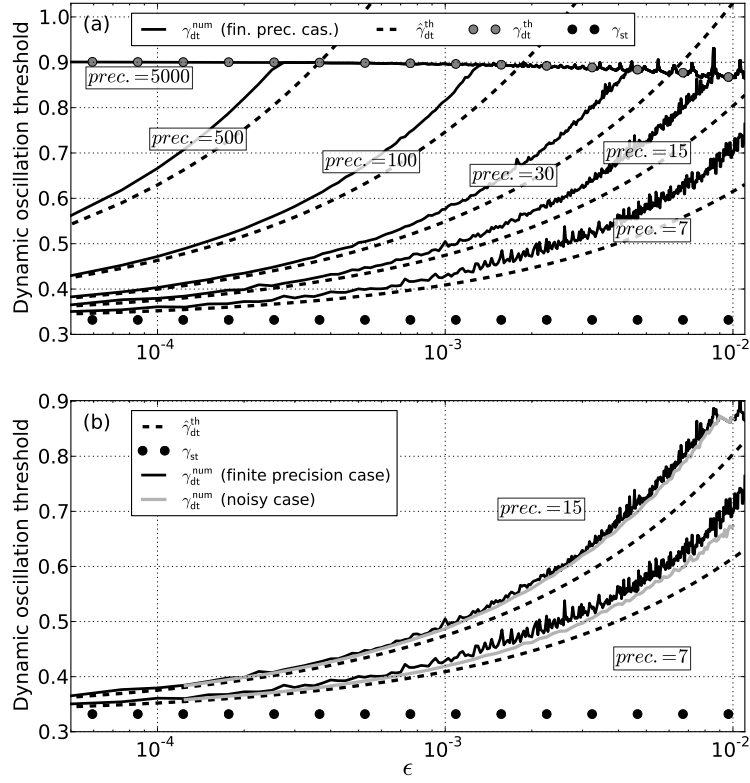 (a)
γ_dt^num (fin. prec. cas.) γ̂_dt^th γ_dt^th γ_st
Dynamic oscillation threshold
1.0
0.9
0.8
0.7
0.6
0.5
0.4
0.3
prec. = 5000
prec. = 500
prec. = 100
prec. = 30
prec. = 15
prec. = 7
10^-4 10^-3 10^-2
(b)
γ̂_dt^th
γ_st
γ_dt^num (finite precision case)
γ_dt^num (noisy case)
Dynamic oscillation threshold
0.9
0.8
0.7
0.6
0.5
0.4
0.3
prec. = 15
prec. = 7
10^-4 10^-3 10^-2
ϵ